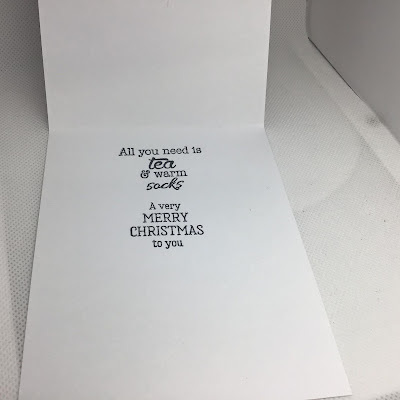 All you need is
tea
& warm
socks
A very
MERRY
CHRISTMAS
to you